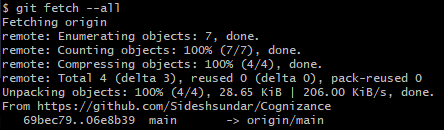 $ git fetch --all
Fetching origin
remote: Enumerating objects: 7, done.
remote: Counting objects: 100% (7/7), done.
remote: Compressing objects: 100% (4/4), done.
remote: Total 4 (delta 3), reused 0 (delta 0), pack-reused 0
Unpacking objects: 100% (4/4), 28.65 KiB | 206.00 KiB/s, done.
From https://github.com/Sideshsundar/Cognizance
   69bec79..06e8b39  main       -> origin/main